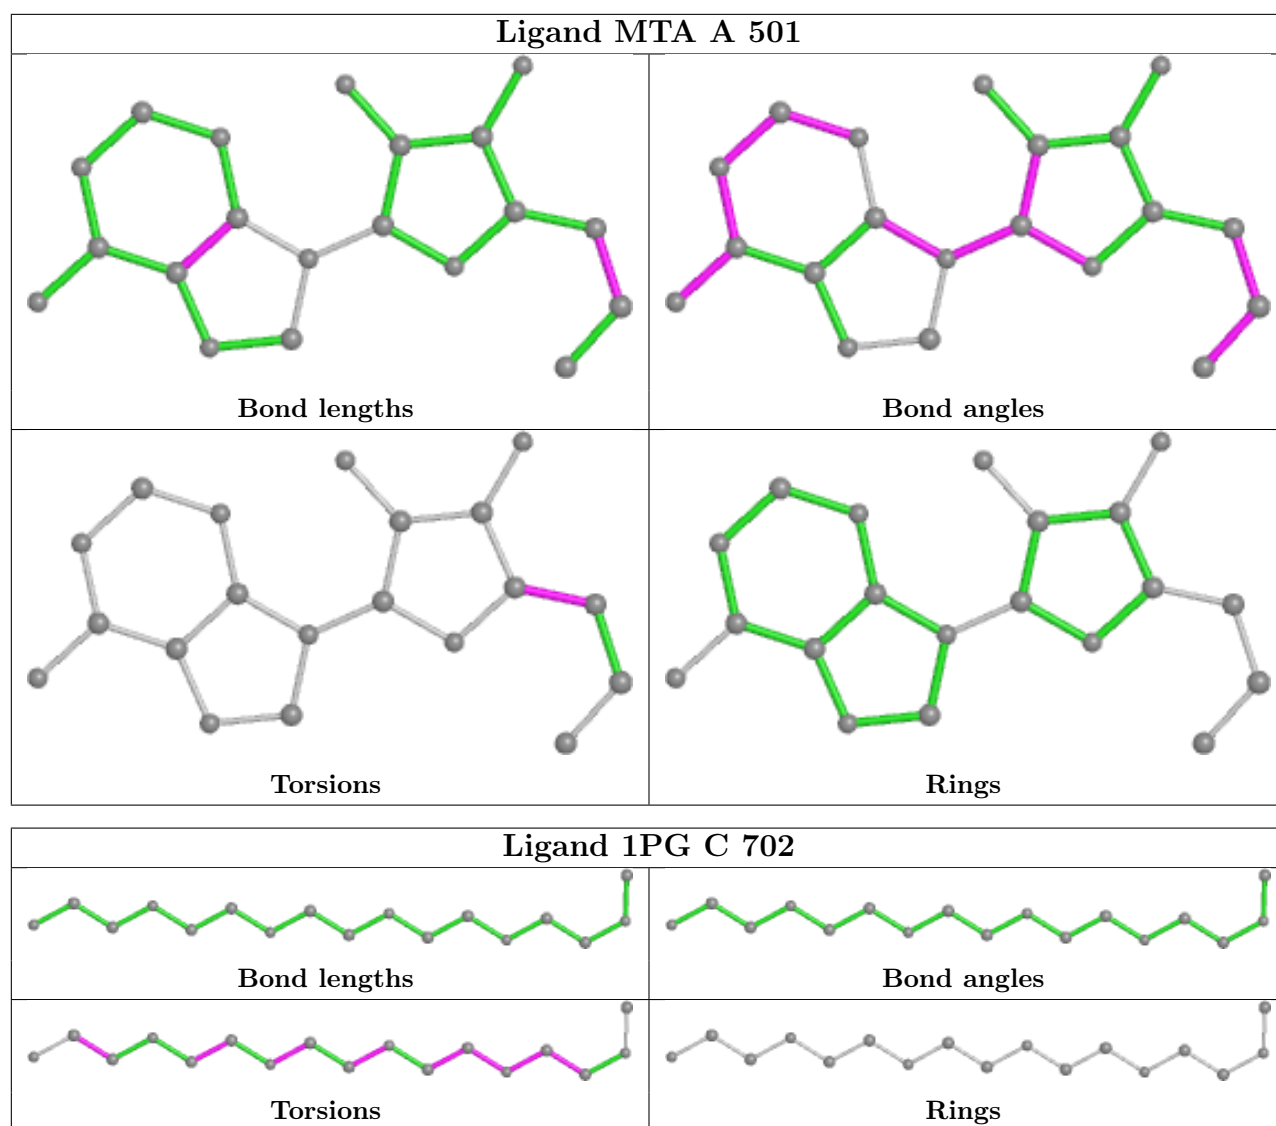 Ligand MTA A 501
Bond lengths
Bond angles
Torsions
Rings
Ligand 1PG C 702
Bond lengths
Bond angles
Torsions
Rings